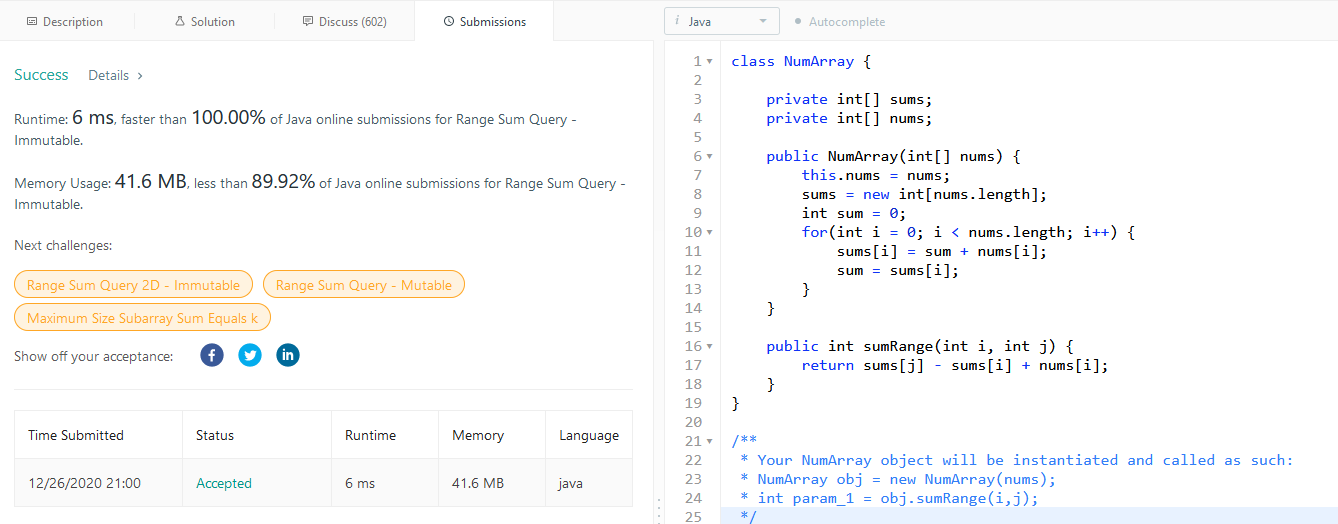 Description Solution Discuss (602) Submissions
Success Details
Runtime: 6 ms, faster than 100.00% of Java online submissions for Range Sum Query -
Immutable.
Memory Usage: 41.6 MB, less than 89.92% of Java online submissions for Range Sum Query -
Immutable.
Next challenges:
Range Sum Query 2D - Immutable Range Sum Query - Mutable
Maximum Size Subarray Sum Equals k
Show off your acceptance:
Time Submitted Status Runtime Memory Language
12/26/2020 21:00 Accepted 6 ms 41.6 MB java
i Java Autocomplete
1 class NumArray {
2
3     private int[] sums;
4     private int[] nums;
5
6     public NumArray(int[] nums) {
7         this.nums = nums;
8         sums = new int[nums.length];
9         int sum = 0;
10         for(int i = 0; i < nums.length; i++) {
11             sums[i] = sum + nums[i];
12             sum = sums[i];
13         }
14     }
15
16     public int sumRange(int i, int j) {
17         return sums[j] - sums[i] + nums[i];
18     }
19 }
20
21 /**
22  * Your NumArray object will be instantiated and called as such:
23  * NumArray obj = new NumArray(nums);
24  * int param_1 = obj.sumRange(i,j);
25  */